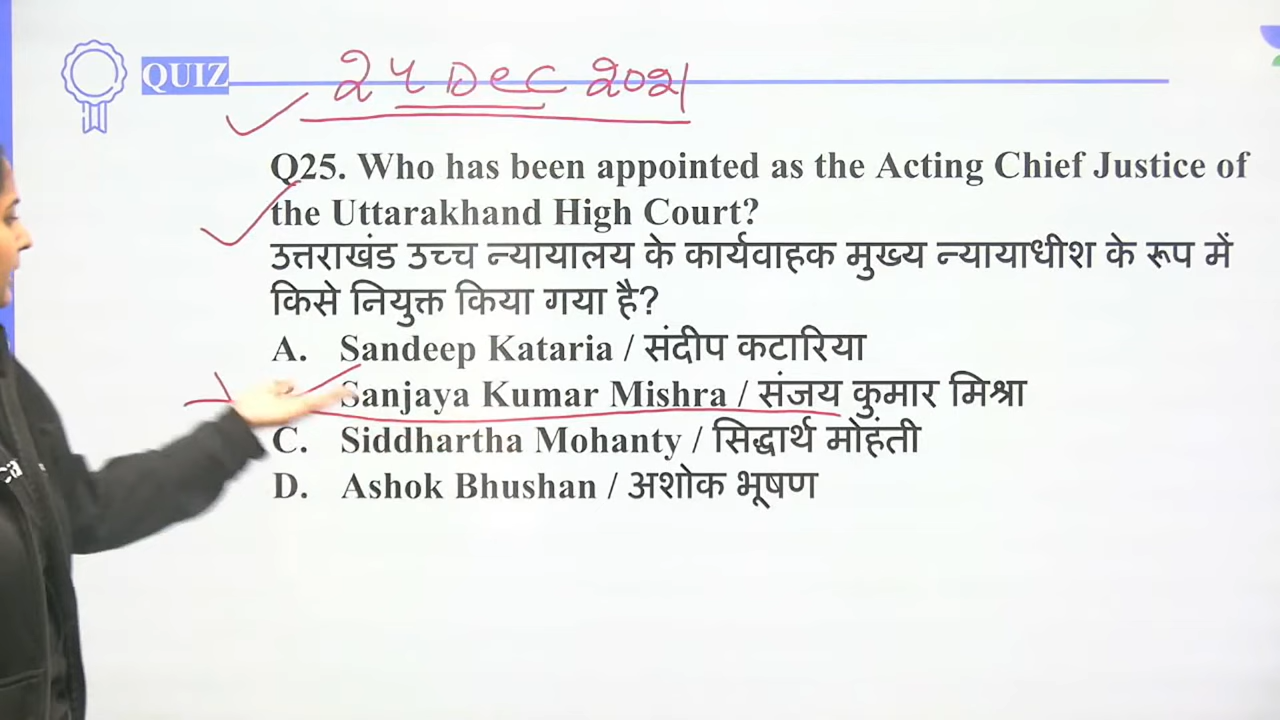 QUIZ
24 Dec 2021
Q25. Who has been appointed as the Acting Chief Justice of
the Uttarakhand High Court?
उत्तराखंड उच्च न्यायालय के कार्यवाहक मुख्य न्यायाधीश के रूप में
किसे नियुक्त किया गया है?
A. Sandeep Kataria / संदीप कटारिया
Sanjaya Kumar Mishra / संजय कुमार मिश्रा
C. Siddhartha Mohanty / सिद्धार्थ मोहंती
D. Ashok Bhushan / अशोक भूषण